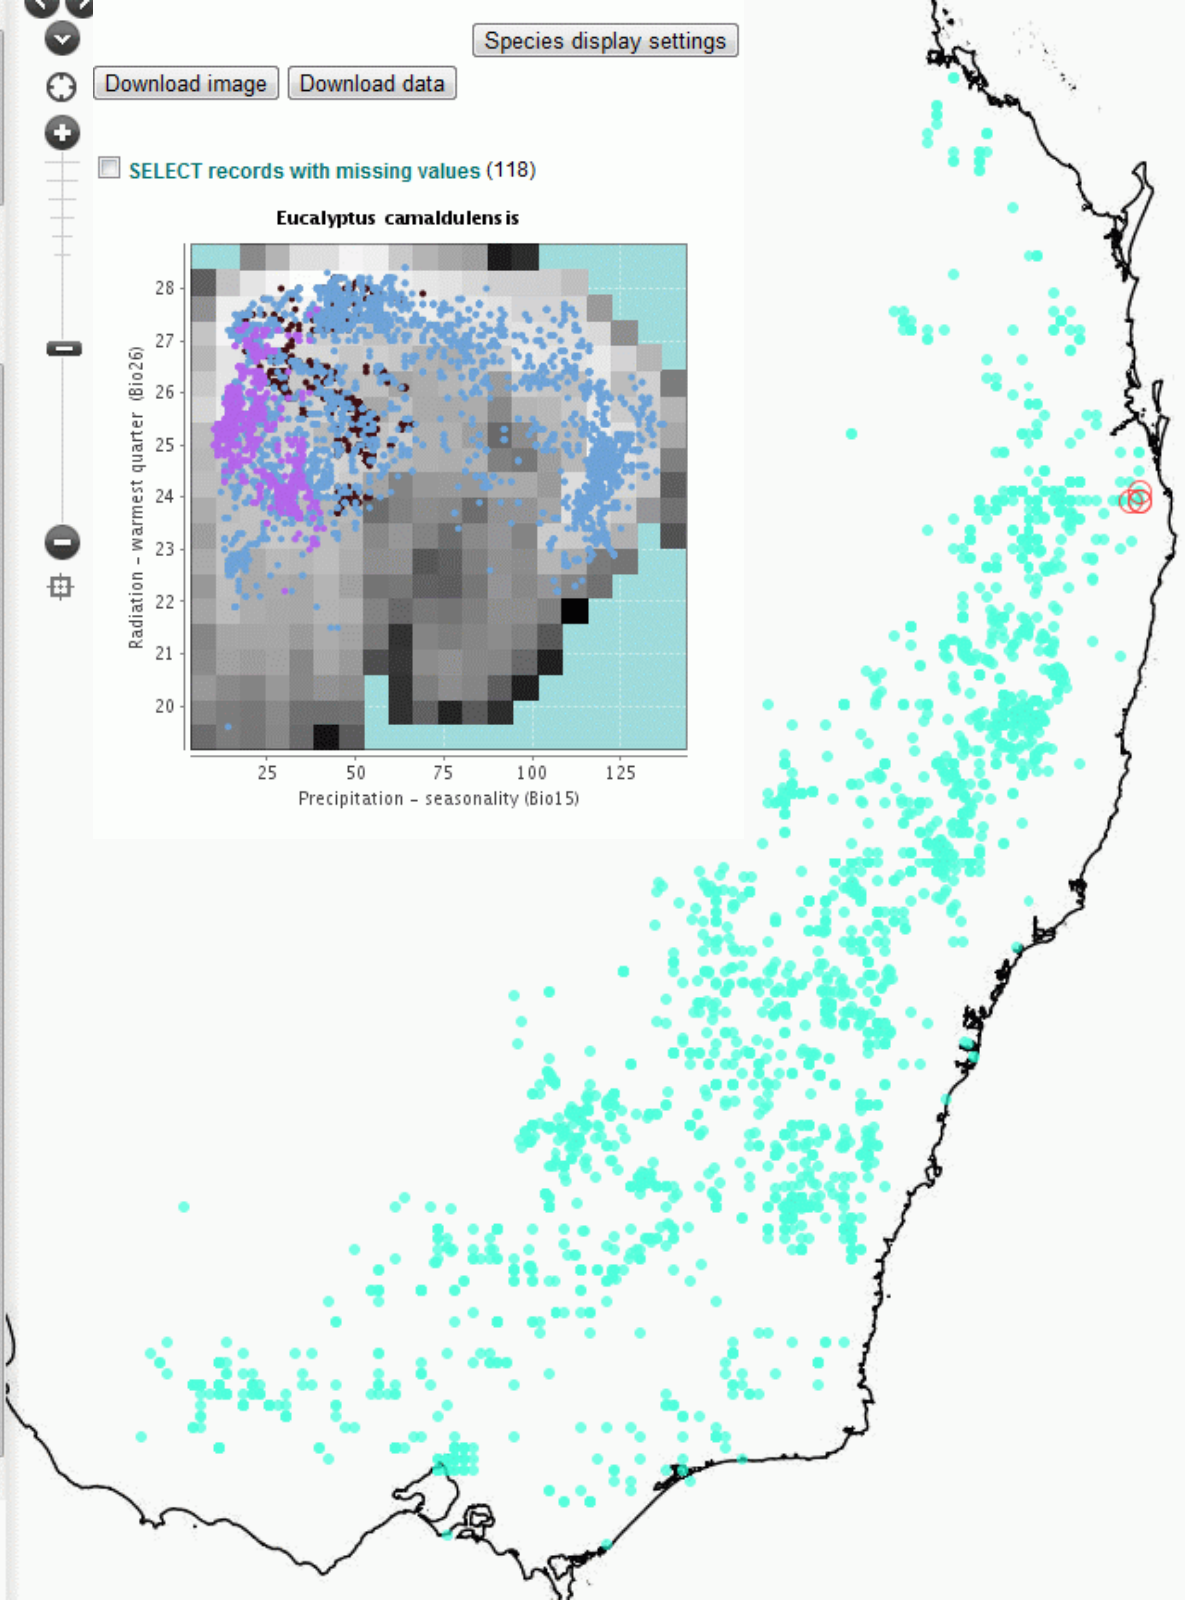 Species display settings
Download image Download data
SELECT records with missing values (118)
Eucalyptus camaldulensis
28
27
26
25
24
23
22
21
20
Radiation – warmest quarter (Bio26)
25 50 75 100 125
Precipitation – seasonality (Bio15)